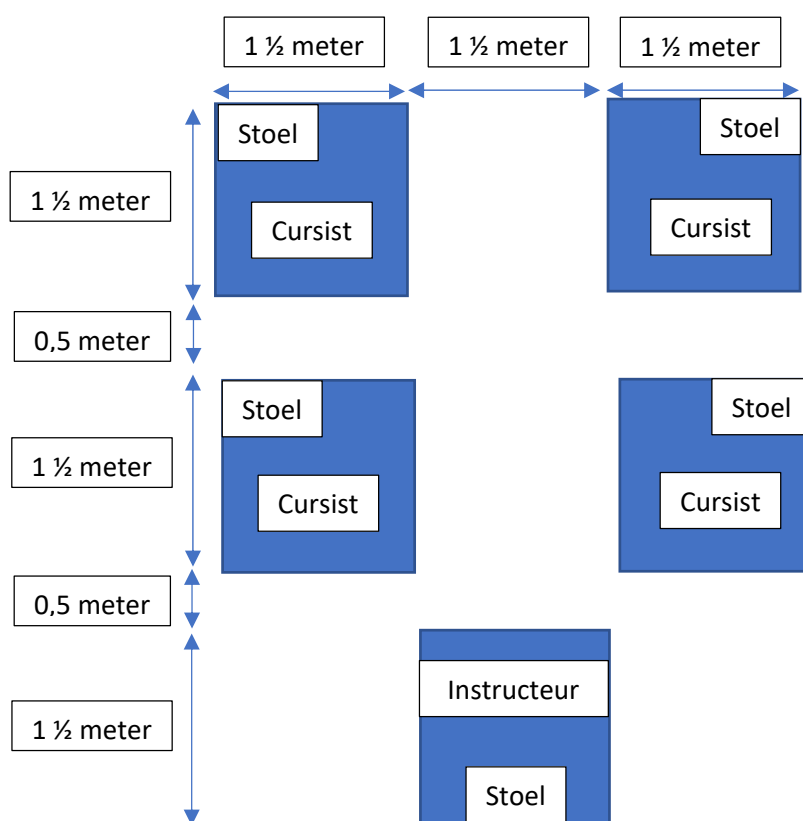 1 ½ meter
1 ½ meter
1 ½ meter
Stoel
Stoel
1 ½ meter
Cursist
Cursist
0,5 meter
Stoel
Stoel
1 ½ meter
Cursist
Cursist
0,5 meter
Instructeur
1 ½ meter
Stoel